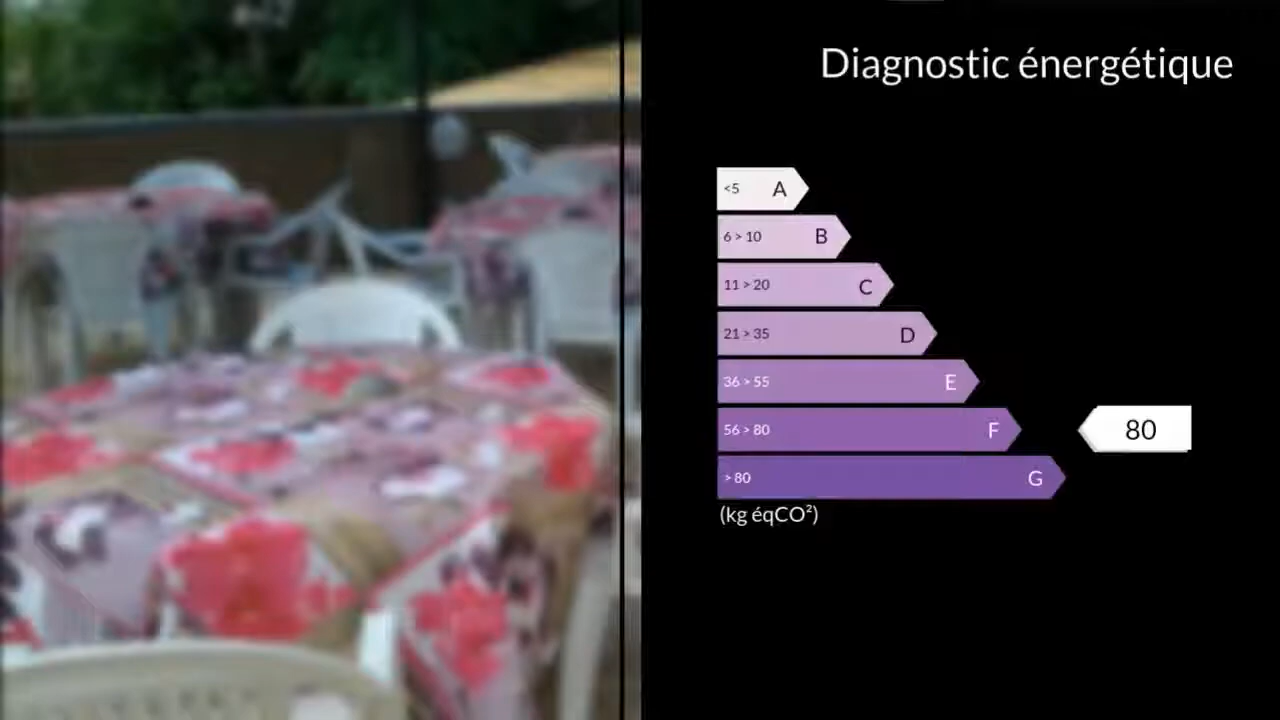 Diagnostic énergétique
<5 A
6 > 10 B
11 > 20 C
21 > 35 D
36 > 55 E
56 > 80 F 80
> 80 G
(kg éqCO²)